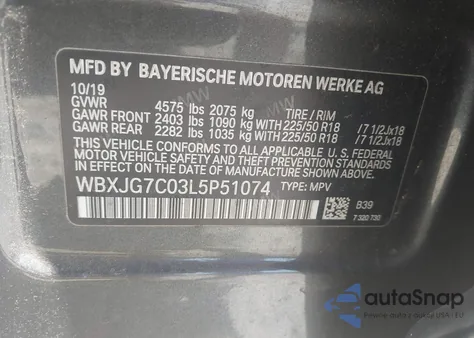 MFD BY BAYERISCHE MOTOREN WERKE AG
10/19
GVWR 4575 lbs 2075 kg TIRE / RIM
GAWR FRONT 2403 lbs 1090 kg WITH 225/50 R18 /7 1/2Jx18
GAWR REAR 2282 lbs 1035 kg WITH 225/50 R18 /7 1/2Jx18
THIS VEHICLE CONFORMS TO ALL APPLICABLE U.S. FEDERAL
MOTOR VEHICLE SAFETY AND THEFT PREVENTION STANDARDS
IN EFFECT ON THE DATE OF MANUFACTURE SHOWN ABOVE.
WBXJG7C03L5P51074 TYPE: MPV
B39
7 320 730
autoSnap